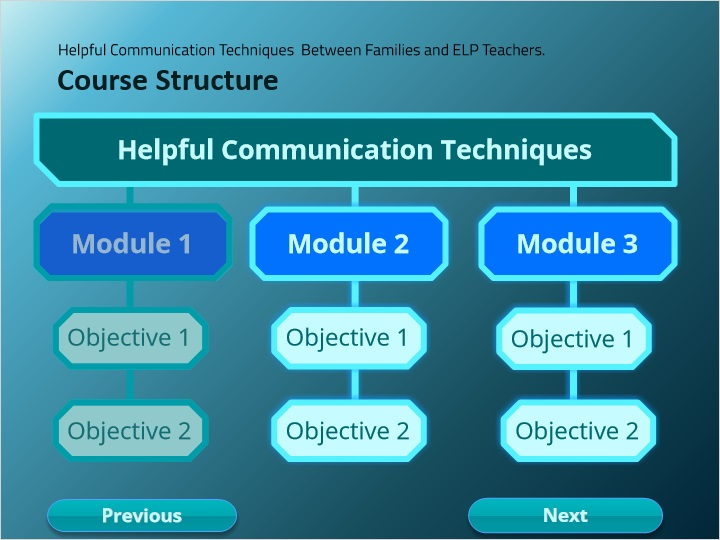 Helpful Communication Techniques  Between Families and ELP Teachers.
Course Structure
Helpful Communication Techniques
Module 1
Module 2
Module 3
Objective 1
Objective 1
Objective 1
Objective 2
Objective 2
Objective 2
Previous
Next